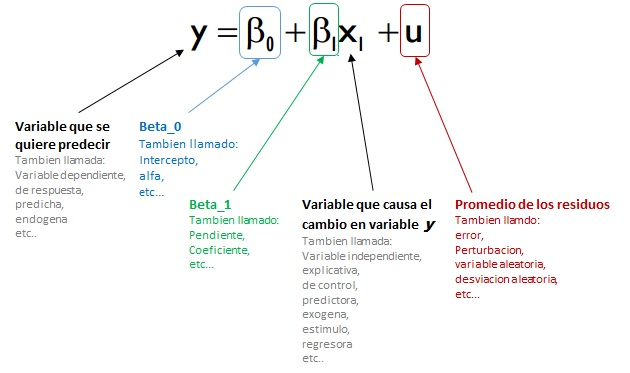 y = β₀ + β₁x₁ + u
Variable que se
quiere predecir
Tambien llamada:
Variable dependiente,
de respuesta,
predicha,
endogena
etc..
Beta_0
Tambien llamado:
Intercepto,
alfa,
etc...
Beta_1
Tambien llamado:
Pendiente,
Coeficiente,
etc...
Variable que causa el
cambio en variable y
Tambien llamada:
Variable independiente,
explicativa,
de control,
predictora,
exogena,
estimulo,
regresora
etc..
Promedio de los residuos
Tambien llamdo:
error,
Perturbacion,
variable aleatoria,
desviacion aleatoria,
etc...